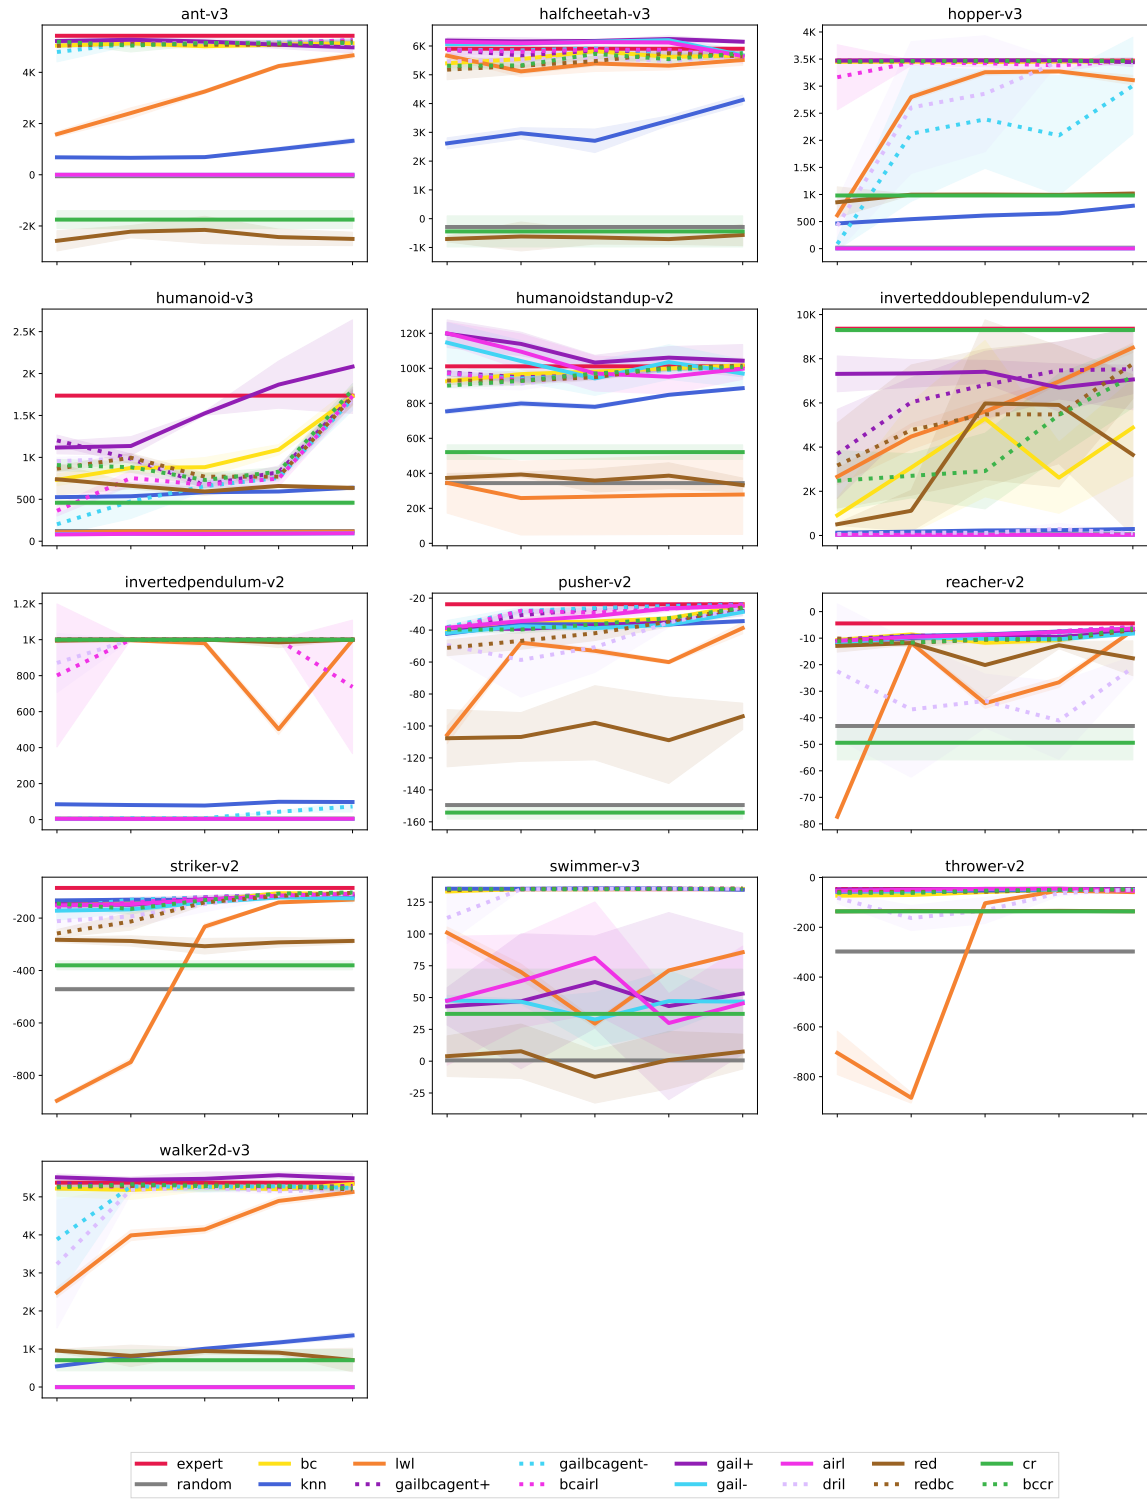 ant-v3
4K
2K
0
-2K
halfcheetah-v3
6K
5K
4K
3K
2K
1K
0
-1K
hopper-v3
4K
3.5K
3K
2.5K
2K
1.5K
1K
500
0
humanoid-v3
2.5K
2K
1.5K
1K
500
0
humanoidstandup-v2
120K
100K
80K
60K
40K
20K
0
inverteddoublependulum-v2
10K
8K
6K
4K
2K
0
invertedpendulum-v2
1.2K
1K
800
600
400
200
0
pusher-v2
-20
-40
-60
-80
-100
-120
-140
-160
reacher-v2
0
-10
-20
-30
-40
-50
-60
-70
-80
striker-v2
-200
-400
-600
-800
swimmer-v3
125
100
75
50
25
0
-25
thrower-v2
0
-200
-400
-600
-800
walker2d-v3
5K
4K
3K
2K
1K
0
expert bc lwl gailbcagent- gail+ airl red cr
random knn gailbcagent+ bcairl gail- dril redbc bccr